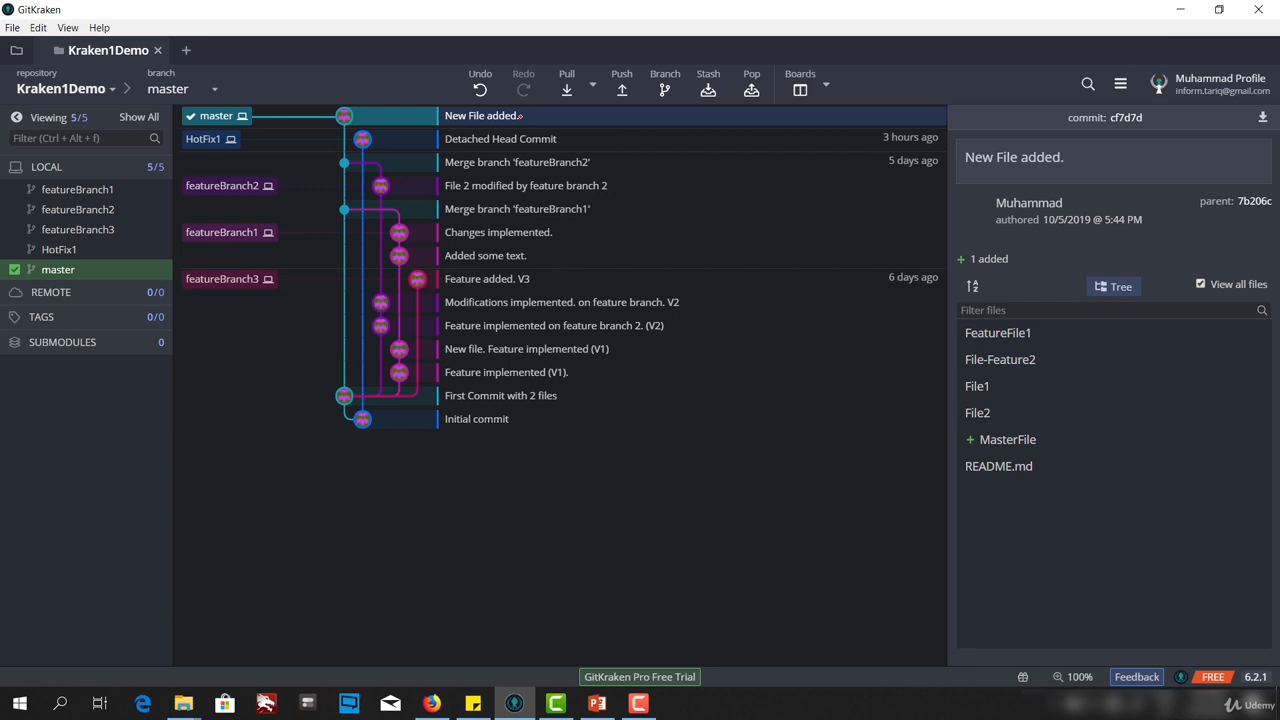 GitKraken
File Edit View Help
Kraken1Demo
repository
Kraken1Demo
branch
master
Undo
Redo
Pull
Push
Branch
Stash
Pop
Boards
Muhammad Profile
inform.tariq@gmail.com
Viewing 5/5 Show All
Filter (Ctrl + Alt + f)
LOCAL 5/5
featureBranch1
featureBranch2
featureBranch3
HotFix1
master
REMOTE 0/0
TAGS 0/0
SUBMODULES 0
master New File added.
HotFix1 Detached Head Commit 3 hours ago
Merge branch 'featureBranch2' 5 days ago
featureBranch2 File 2 modified by feature branch 2
Merge branch 'featureBranch1'
featureBranch1 Changes implemented.
Added some text.
featureBranch3 Feature added. V3 6 days ago
Modifications implemented. on feature branch. V2
Feature implemented on feature branch 2. (V2)
New file. Feature implemented (V1)
Feature implemented (V1).
First Commit with 2 files
Initial commit
commit: cf7d7d
New File added.
Muhammad
authored 10/5/2019 @ 5:44 PM
parent: 7b206c
+ 1 added
Tree
View all files
Filter files
FeatureFile1
File-Feature2
File1
File2
+ MasterFile
README.md
GitKraken Pro Free Trial
100%
Feedback
FREE
6.2.1
Udemy